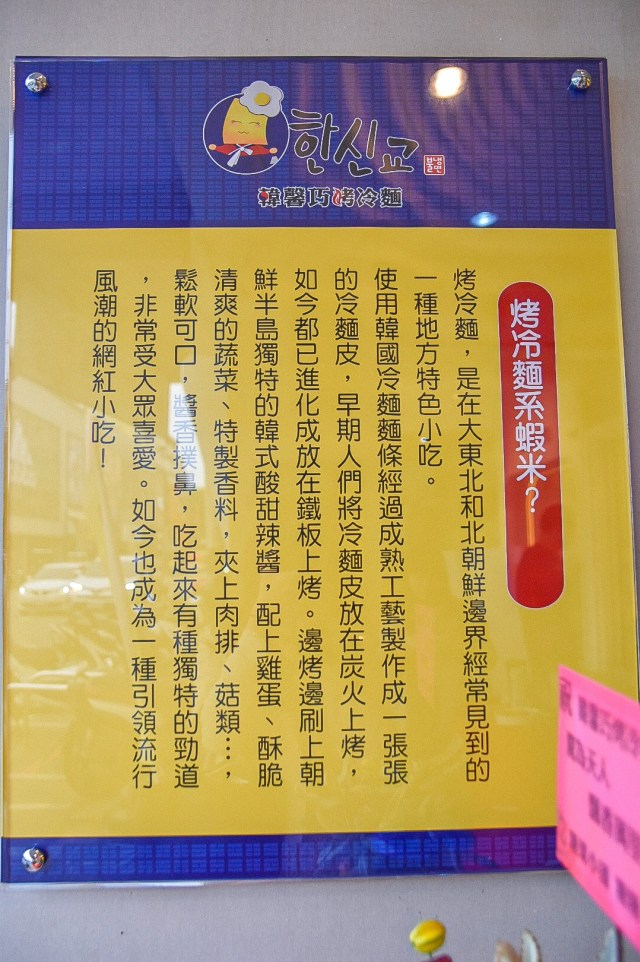 한신교
불냉면
韓馨巧烤冷麵
烤冷麵系蝦米？
烤冷麵，是在大東北和北朝鮮邊界經常見到的
一種地方特色小吃。
使用韓國冷麵麵條經過成熟工藝製作成一張張
的冷麵皮，早期人們將冷麵皮放在炭火上烤，
如今都已進化成放在鐵板上烤。邊烤邊刷上朝
鮮半島獨特的韓式酸甜辣醬，配上雞蛋、酥脆
清爽的蔬菜、特製香料，夾上肉排、菇類…，
鬆軟可口，醬香撲鼻，吃起來有種獨特的勁道
，非常受大眾喜愛。如今也成為一種引領流行
風潮的網紅小吃！
祝